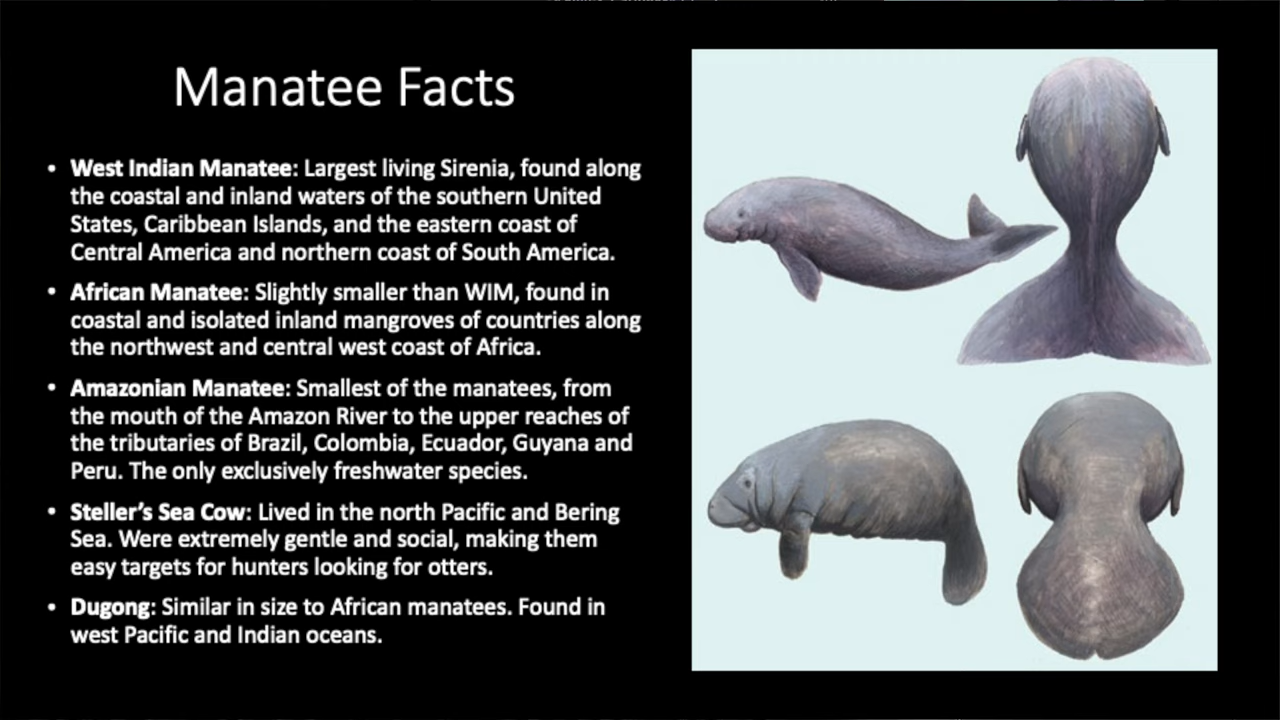 Manatee Facts
• West Indian Manatee: Largest living Sirenia, found along
the coastal and inland waters of the southern United
States, Caribbean Islands, and the eastern coast of
Central America and northern coast of South America.
• African Manatee: Slightly smaller than WIM, found in
coastal and isolated inland mangroves of countries along
the northwest and central west coast of Africa.
• Amazonian Manatee: Smallest of the manatees, from
the mouth of the Amazon River to the upper reaches of
the tributaries of Brazil, Colombia, Ecuador, Guyana and
Peru. The only exclusively freshwater species.
• Steller’s Sea Cow: Lived in the north Pacific and Bering
Sea. Were extremely gentle and social, making them
easy targets for hunters looking for otters.
• Dugong: Similar in size to African manatees. Found in
west Pacific and Indian oceans.